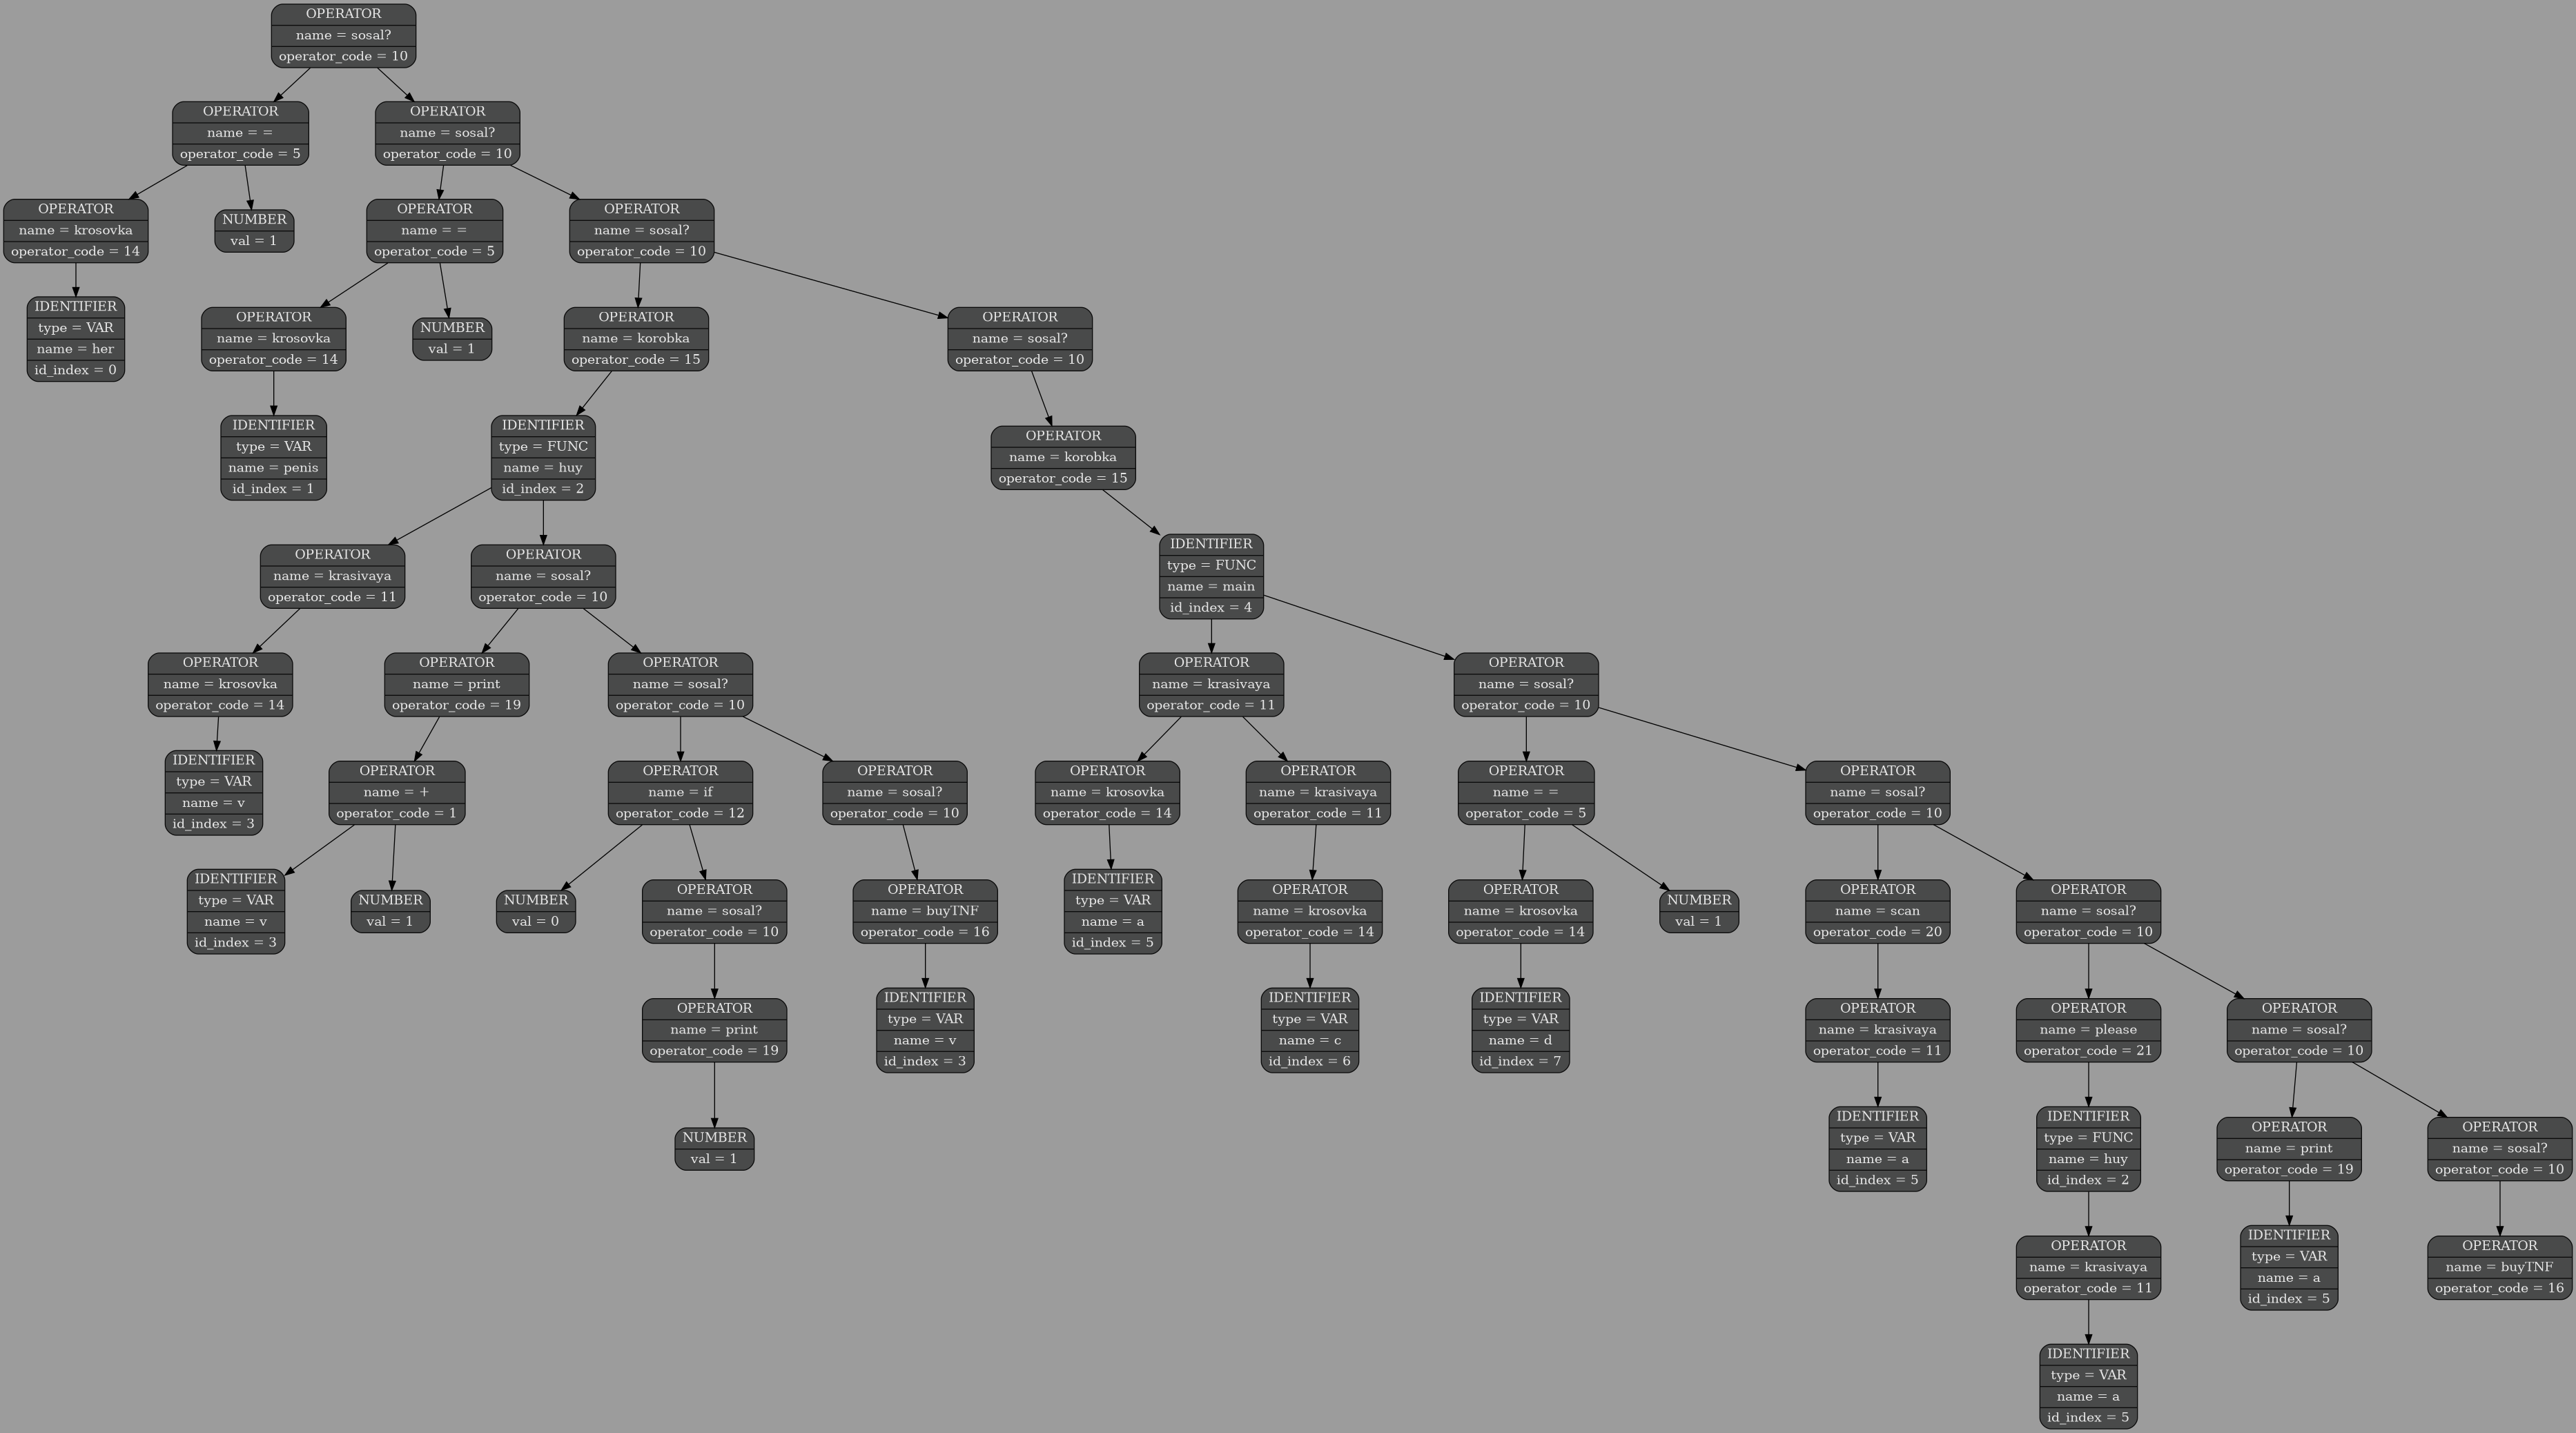 OPERATOR
name = sosal?
operator_code = 10
OPERATOR
name = =
operator_code = 5
OPERATOR
name = sosal?
operator_code = 10
OPERATOR
name = krosovka
operator_code = 14
NUMBER
val = 1
OPERATOR
name = =
operator_code = 5
OPERATOR
name = sosal?
operator_code = 10
IDENTIFIER
type = VAR
name = her
id_index = 0
OPERATOR
name = krosovka
operator_code = 14
NUMBER
val = 1
OPERATOR
name = korobka
operator_code = 15
OPERATOR
name = sosal?
operator_code = 10
IDENTIFIER
type = VAR
name = penis
id_index = 1
IDENTIFIER
type = FUNC
name = huy
id_index = 2
OPERATOR
name = korobka
operator_code = 15
OPERATOR
name = krasivaya
operator_code = 11
OPERATOR
name = sosal?
operator_code = 10
IDENTIFIER
type = FUNC
name = main
id_index = 4
OPERATOR
name = krosovka
operator_code = 14
OPERATOR
name = print
operator_code = 19
OPERATOR
name = sosal?
operator_code = 10
OPERATOR
name = krasivaya
operator_code = 11
OPERATOR
name = sosal?
operator_code = 10
IDENTIFIER
type = VAR
name = v
id_index = 3
OPERATOR
name = +
operator_code = 1
OPERATOR
name = if
operator_code = 12
OPERATOR
name = sosal?
operator_code = 10
OPERATOR
name = krosovka
operator_code = 14
OPERATOR
name = krasivaya
operator_code = 11
OPERATOR
name = =
operator_code = 5
OPERATOR
name = sosal?
operator_code = 10
IDENTIFIER
type = VAR
name = v
id_index = 3
NUMBER
val = 1
NUMBER
val = 0
OPERATOR
name = sosal?
operator_code = 10
OPERATOR
name = buyTNF
operator_code = 16
IDENTIFIER
type = VAR
name = a
id_index = 5
OPERATOR
name = krosovka
operator_code = 14
OPERATOR
name = krosovka
operator_code = 14
NUMBER
val = 1
OPERATOR
name = scan
operator_code = 20
OPERATOR
name = sosal?
operator_code = 10
OPERATOR
name = print
operator_code = 19
IDENTIFIER
type = VAR
name = v
id_index = 3
IDENTIFIER
type = VAR
name = c
id_index = 6
IDENTIFIER
type = VAR
name = d
id_index = 7
OPERATOR
name = krasivaya
operator_code = 11
OPERATOR
name = please
operator_code = 21
OPERATOR
name = sosal?
operator_code = 10
NUMBER
val = 1
IDENTIFIER
type = VAR
name = a
id_index = 5
IDENTIFIER
type = FUNC
name = huy
id_index = 2
OPERATOR
name = print
operator_code = 19
OPERATOR
name = sosal?
operator_code = 10
OPERATOR
name = krasivaya
operator_code = 11
IDENTIFIER
type = VAR
name = a
id_index = 5
OPERATOR
name = buyTNF
operator_code = 16
IDENTIFIER
type = VAR
name = a
id_index = 5